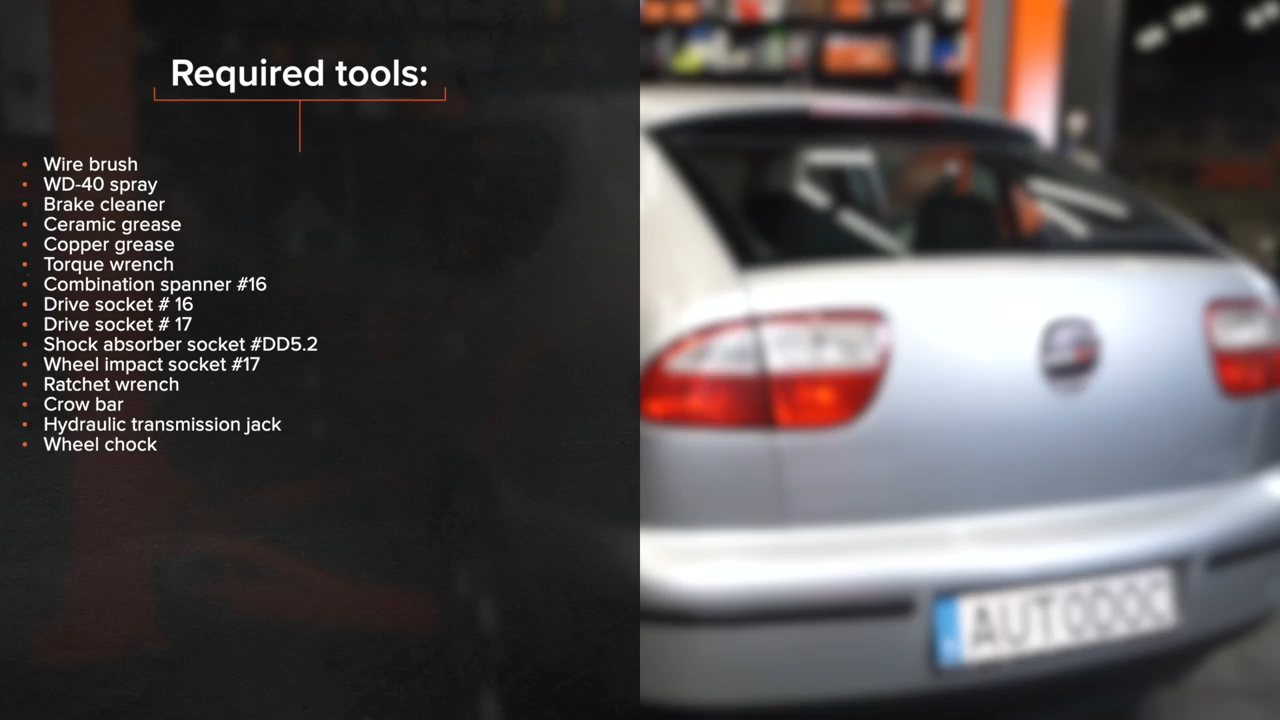 Required tools:
• Wire brush
• WD-40 spray
• Brake cleaner
• Ceramic grease
• Copper grease
• Torque wrench
• Combination spanner #16
• Drive socket # 16
• Drive socket # 17
• Shock absorber socket #DD5.2
• Wheel impact socket #17
• Ratchet wrench
• Crow bar
• Hydraulic transmission jack
• Wheel chock
AUTODOC